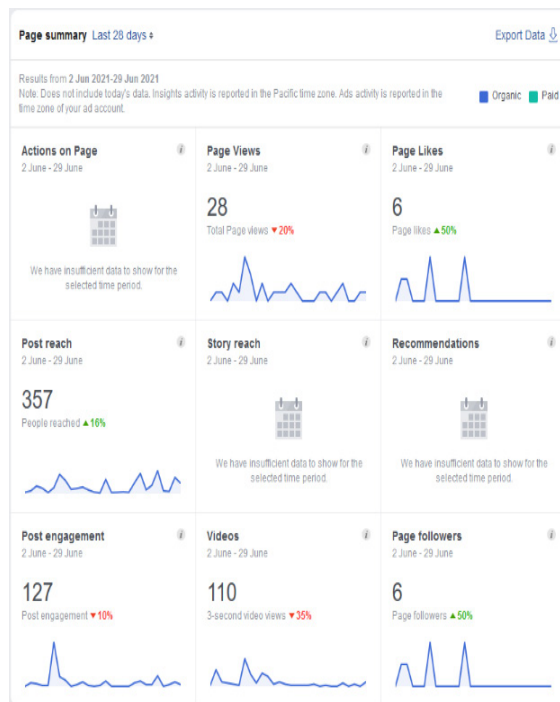 Page summary Last 28 days
Export Data
Results from 2 Jun 2021-29 Jun 2021
Note: Does not include today's data. Insights activity is reported in the Pacific time zone. Ads activity is reported in the
time zone of your ad account.
Organic Paid
Actions on Page
2 June - 29 June
We have insufficient data to show for the
selected time period.
Page Views
2 June - 29 June
28
Total Page views ▼20%
Page Likes
2 June - 29 June
6
Page likes ▲50%
Post reach
2 June - 29 June
357
People reached ▲16%
Story reach
2 June - 29 June
We have insufficient data to show for the
selected time period.
Recommendations
2 June - 29 June
We have insufficient data to show for the
selected time period.
Post engagement
2 June - 29 June
127
Post engagement ▼10%
Videos
2 June - 29 June
110
3-second video views ▼35%
Page followers
2 June - 29 June
6
Page followers ▲50%